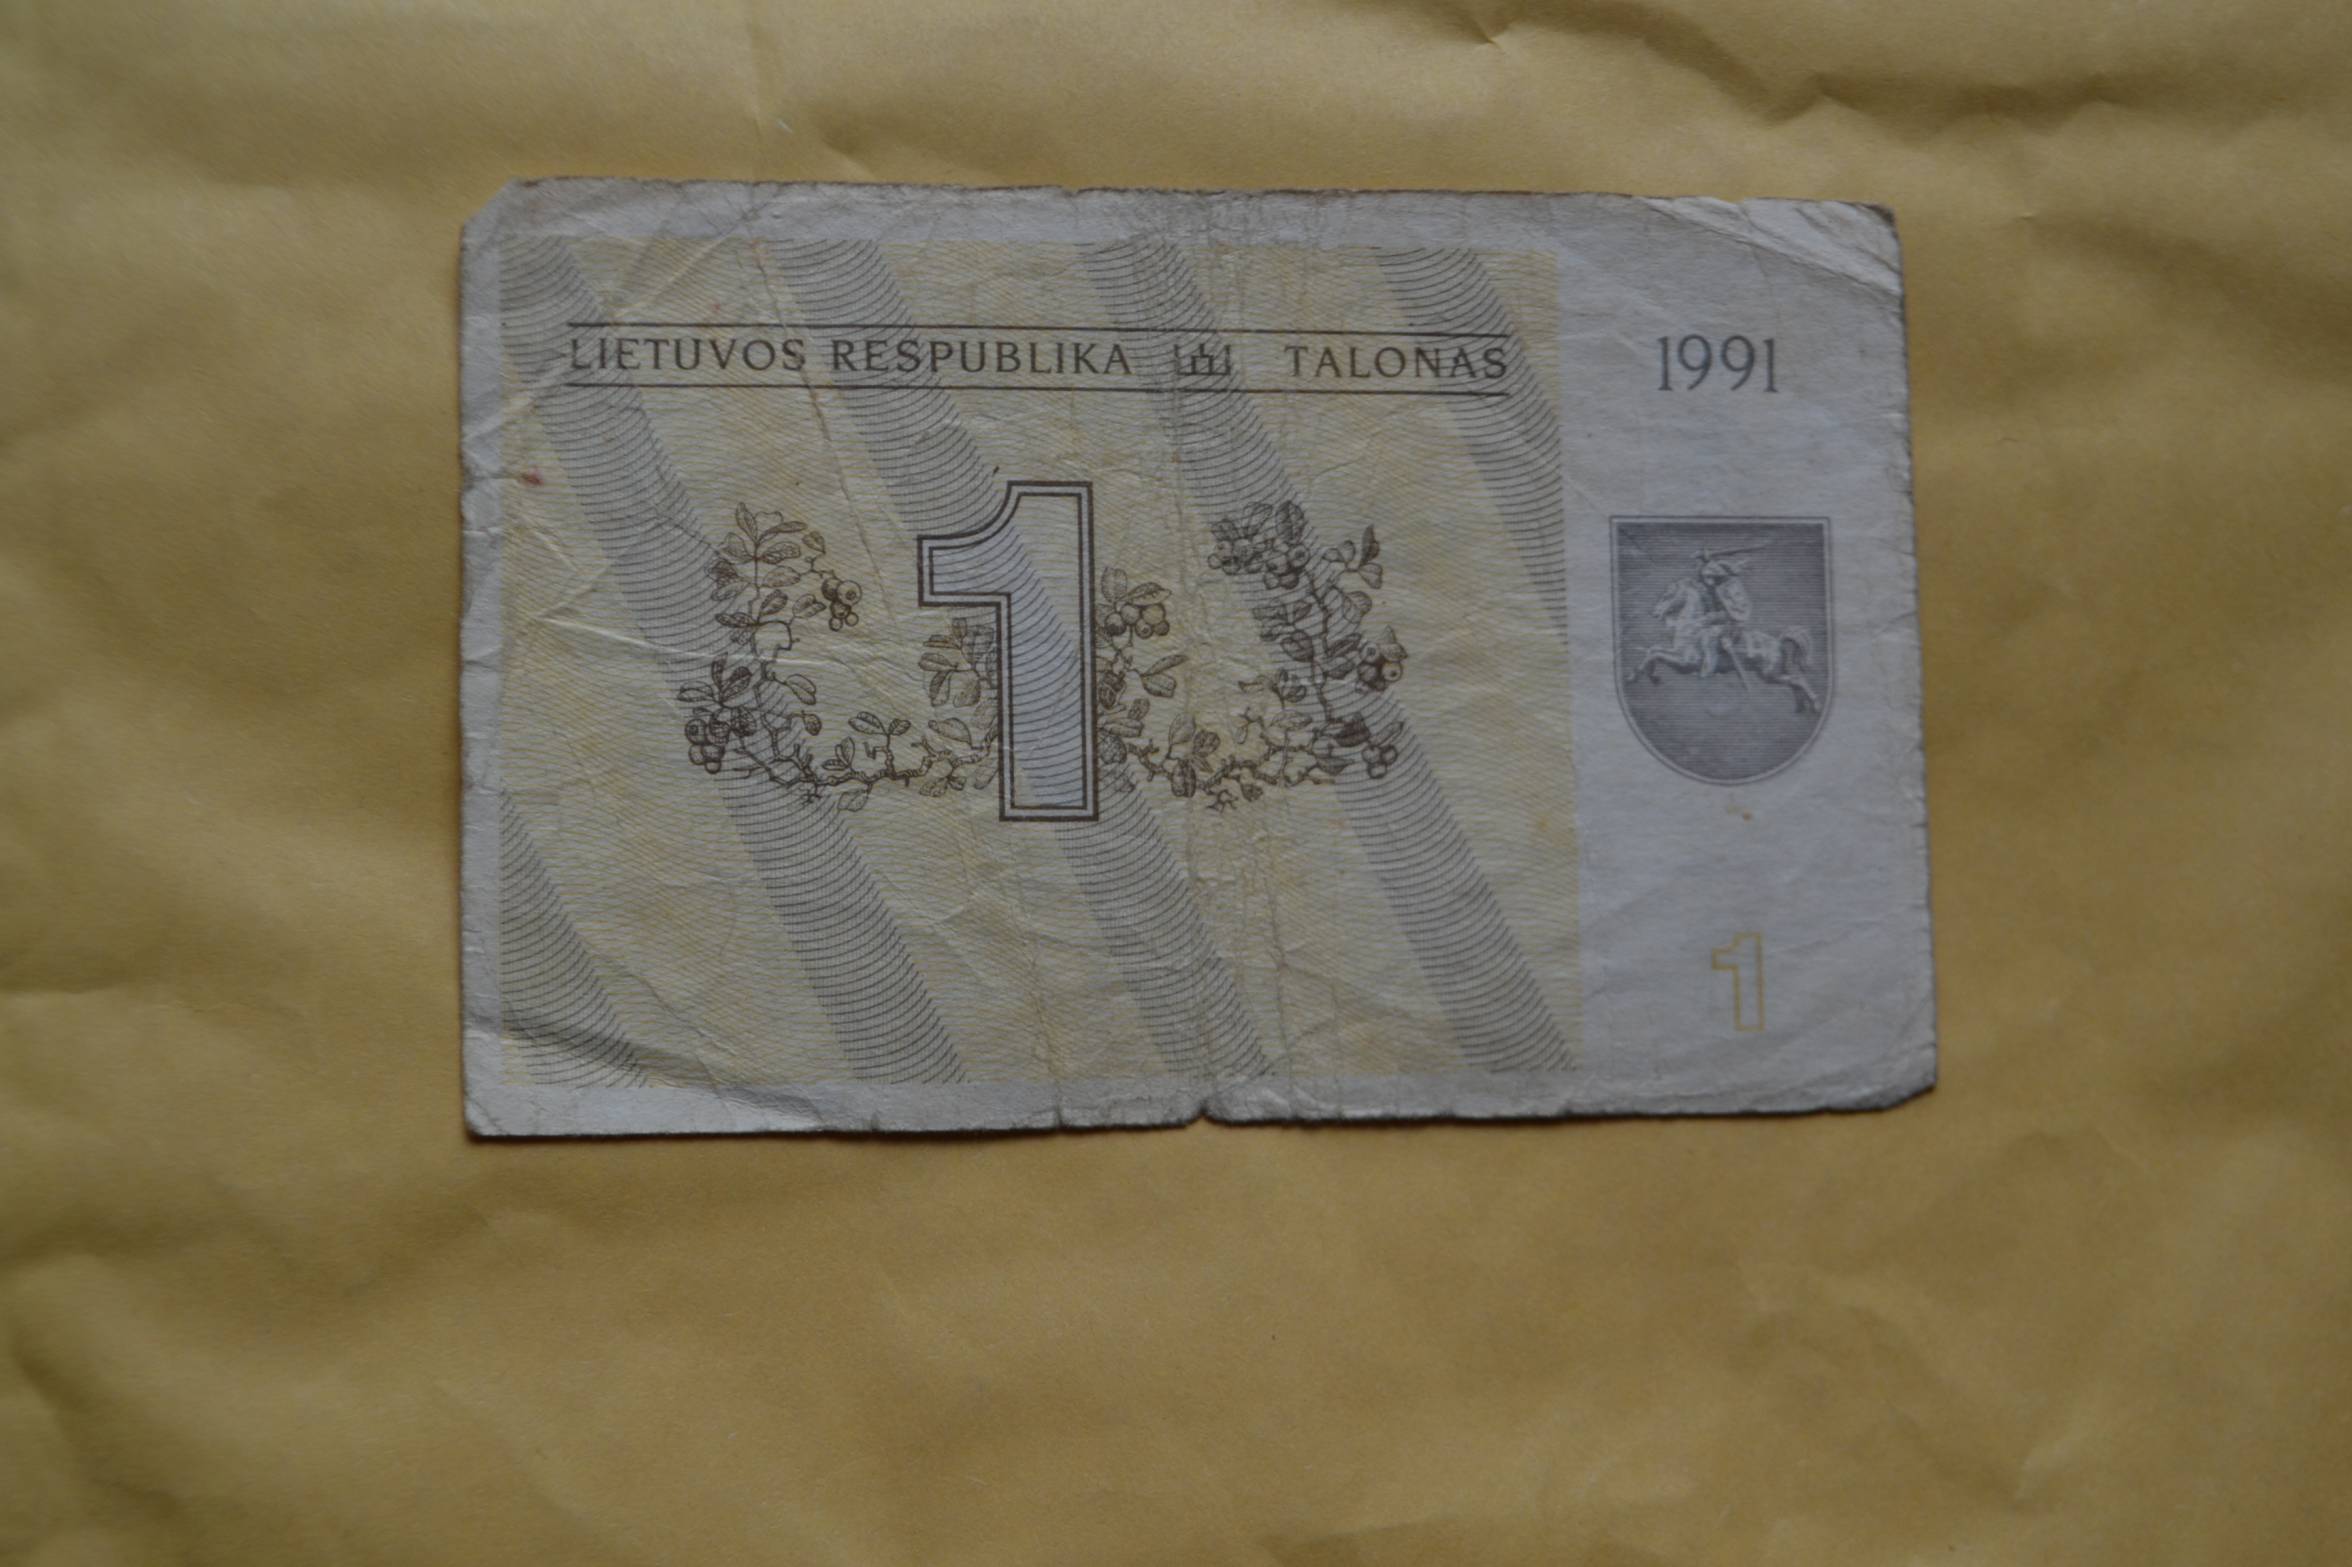 LIETUVOS RESPUBLIKA TALONAS
1991
1
1